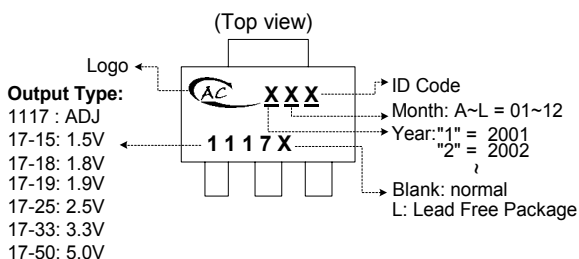 (Top view)
Logo
AC
X X X
ID Code
Month: A~L = 01~12
Year:"1" = 2001
"2" = 2002
~
Output Type:
1117 : ADJ
17-15: 1.5V
17-18: 1.8V
17-19: 1.9V
17-25: 2.5V
17-33: 3.3V
17-50: 5.0V
1 1 1 7 X
Blank: normal
L: Lead Free Package